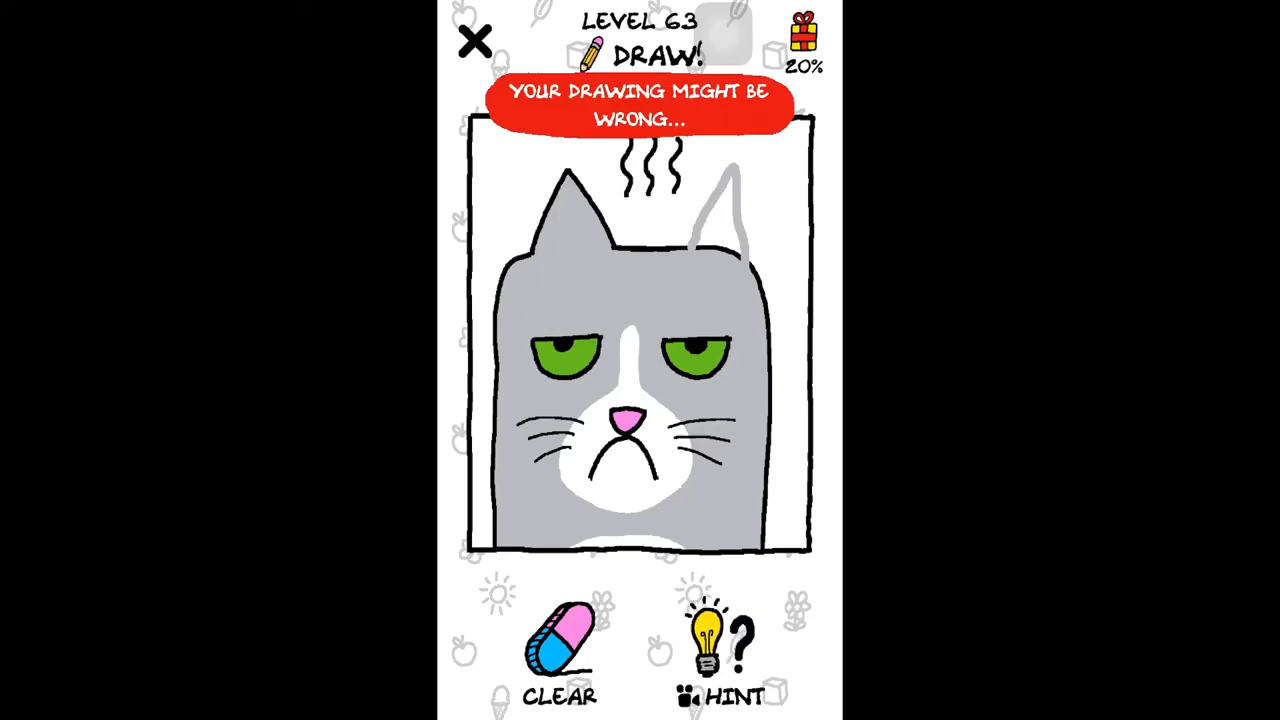 LEVEL 63
DRAW!
20%
YOUR DRAWING MIGHT BE
WRONG...
CLEAR
?
HINT